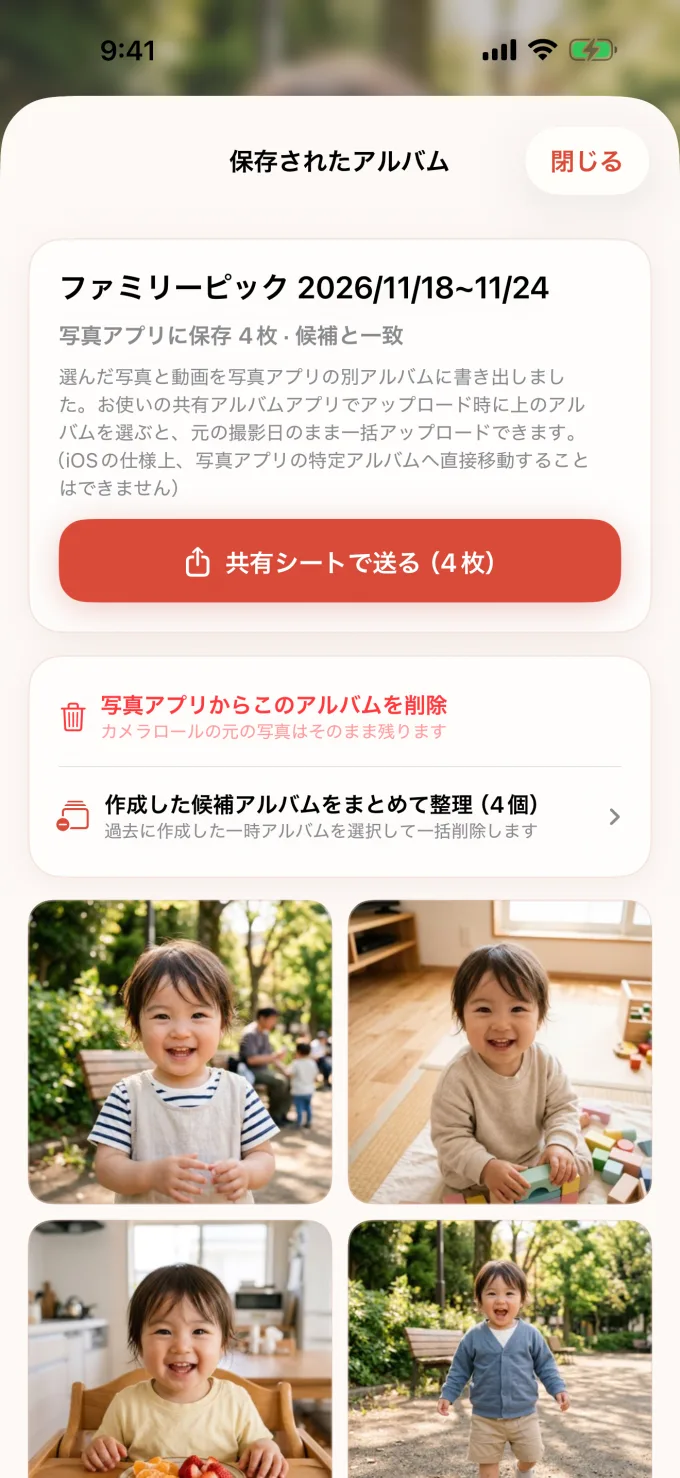 9:41
保存されたアルバム
閉じる
ファミリーピック 2026/11/18~11/24
写真アプリに保存 4 枚 · 候補と一致
選んだ写真と動画を写真アプリの別アルバムに書き出しまし
た。お使いの共有アルバムアプリでアップロード時に上のアル
バムを選ぶと、元の撮影日のまま一括アップロードできます。
（iOSの仕様上、写真アプリの特定アルバムへ直接移動すること
はできません）
共有シートで送る（4 枚）
写真アプリからこのアルバムを削除
カメラロールの元の写真はそのまま残ります
作成した候補アルバムをまとめて整理（4 個）
過去に作成した一時アルバムを選択して一括削除します